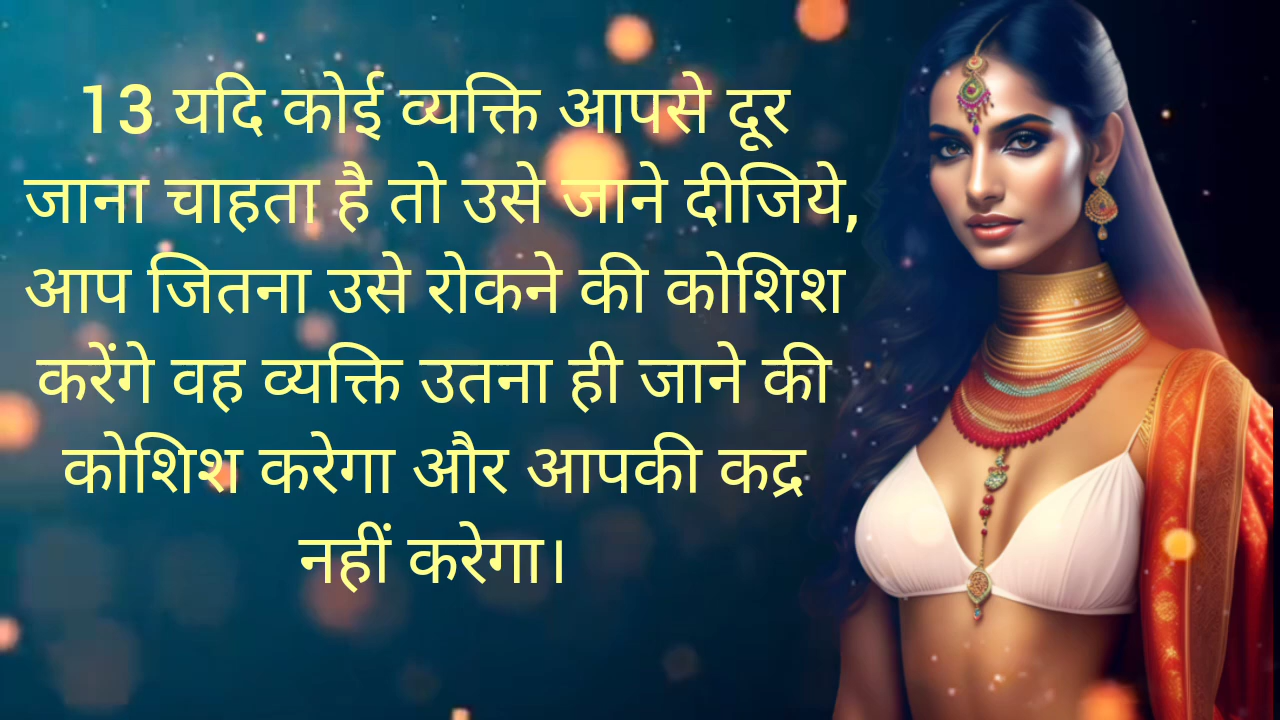 13 यदि कोई व्यक्ति आपसे दूर
जाना चाहता है तो उसे जाने दीजिये,
आप जितना उसे रोकने की कोशिश
करेंगे वह व्यक्ति उतना ही जाने की
कोशिश करेगा और आपकी कद्र
नहीं करेगा।